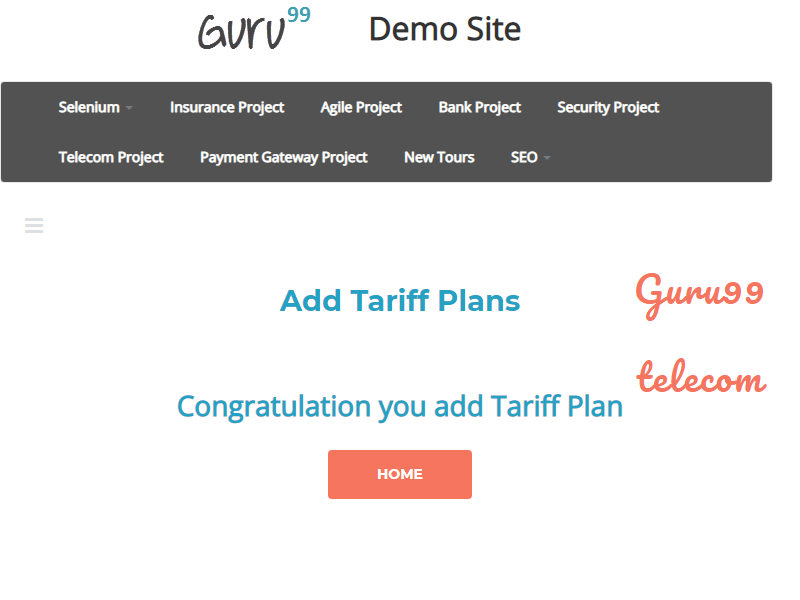 Guru99 Demo Site
Selenium Insurance Project Agile Project Bank Project Security Project
Telecom Project Payment Gateway Project New Tours SEO
Add Tariff Plans
Guru99
telecom
Congratulation you add Tariff Plan
HOME